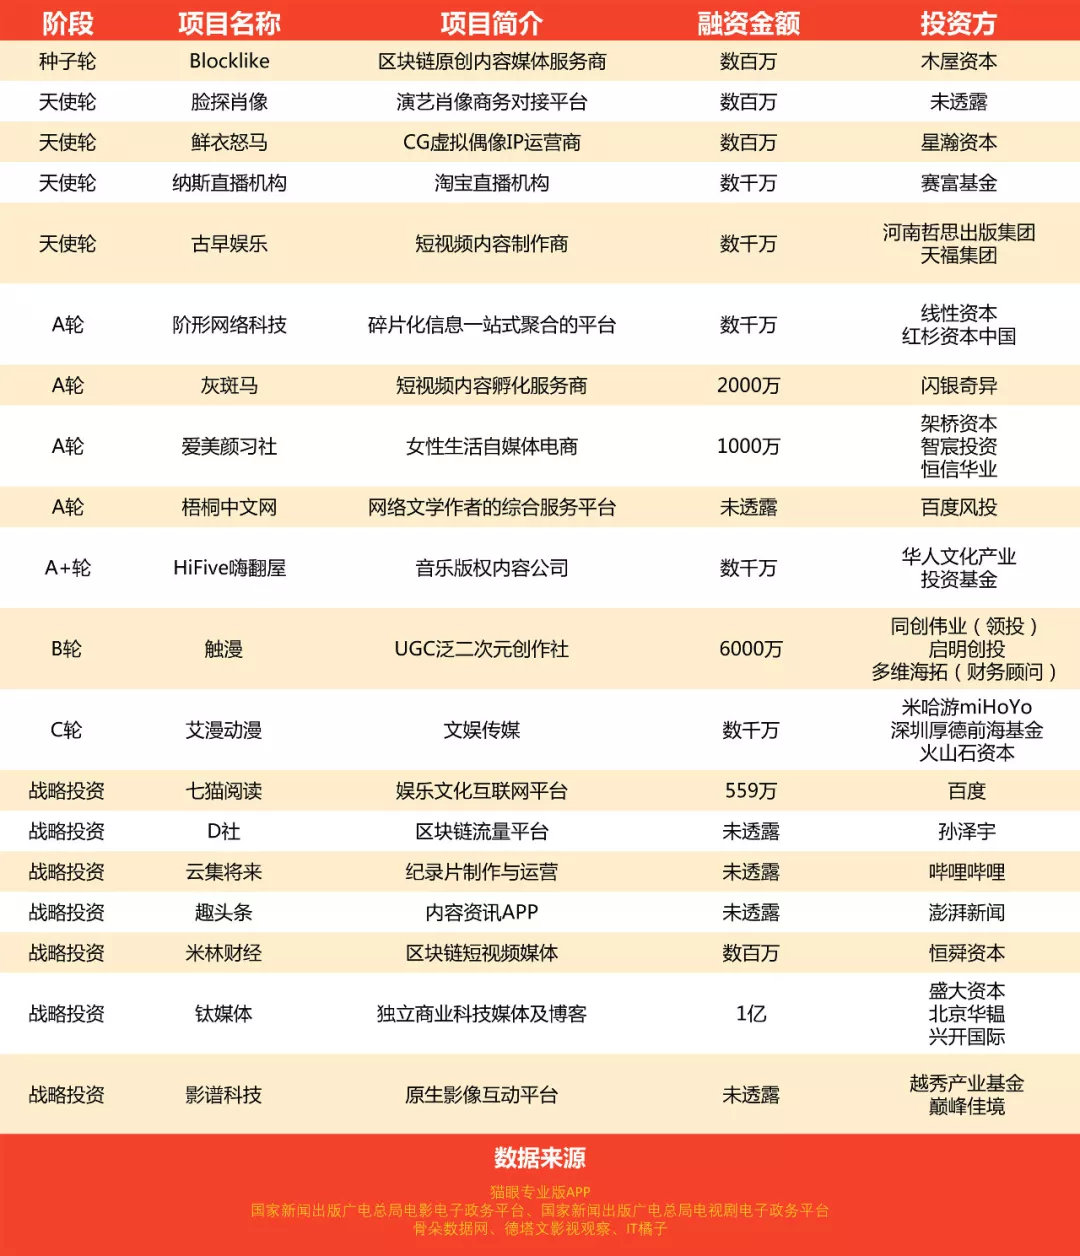 阶段 项目名称 项目简介 融资金额 投资方
种子轮 Blocklike 区块链原创内容媒体服务商 数百万 木屋资本
天使轮 脸探肖像 演艺肖像商务对接平台 数百万 未透露
天使轮 鲜衣怒马 CG虚拟偶像IP运营商 数百万 星瀚资本
天使轮 纳斯直播机构 淘宝直播机构 数千万 赛富基金
天使轮 古早娱乐 短视频内容制作商 数千万 河南哲思出版集团
天福集团
A轮 阶形网络科技 碎片化信息一站式聚合的平台 数千万 线性资本
红杉资本中国
A轮 灰斑马 短视频内容孵化服务商 2000万 闪银奇异
A轮 爱美颜习社 女性生活自媒体电商 1000万 架桥资本
智宸投资
恒信华业
A轮 梧桐中文网 网络文学作者的综合服务平台 未透露 百度风投
A+轮 HiFive嗨翻屋 音乐版权内容公司 数千万 华人文化产业
投资基金
B轮 触漫 UGC泛二次元创作社 6000万 同创伟业（领投）
启明创投
多维海拓（财务顾问）
C轮 艾漫动漫 文娱传媒 数千万 米哈游miHoYo
深圳厚德前海基金
火山石资本
战略投资 七猫阅读 娱乐文化互联网平台 559万 百度
战略投资 D社 区块链流量平台 未透露 孙泽宇
战略投资 云集将来 纪录片制作与运营 未透露 哔哩哔哩
战略投资 趣头条 内容资讯APP 未透露 澎湃新闻
战略投资 米林财经 区块链短视频媒体 数百万 恒舜资本
战略投资 钛媒体 独立商业科技媒体及博客 1亿 盛大资本
北京华韫
兴开国际
战略投资 影谱科技 原生影像互动平台 未透露 越秀产业基金
巅峰佳境
数据来源
猫眼专业版APP
国家新闻出版广电总局电影电子政务平台、国家新闻出版广电总局电视剧电子政务平台
骨朵数据网、德塔文影视观察、IT橘子